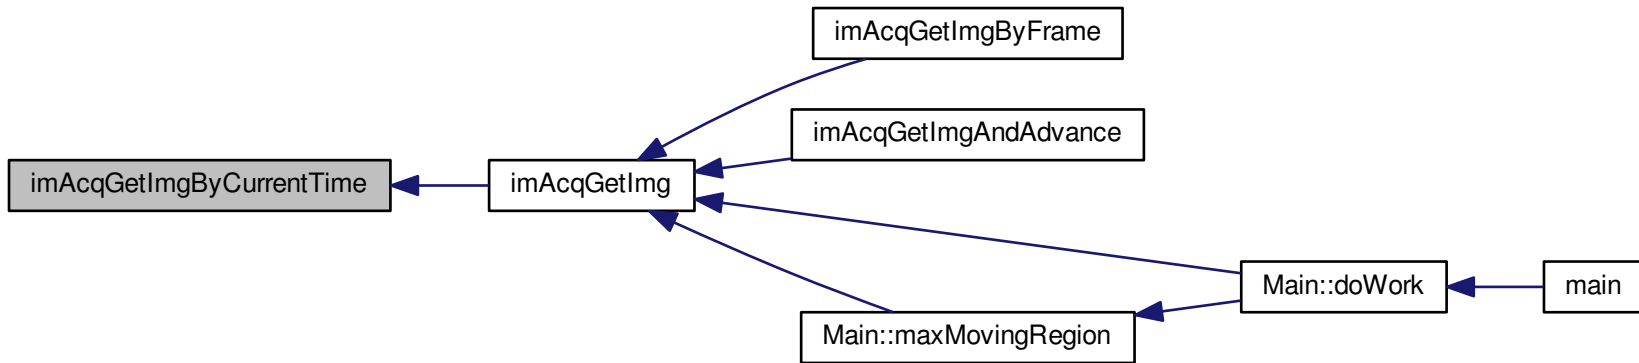 imAcqGetImgByFrame
imAcqGetImgAndAdvance
imAcqGetImgByCurrentTime
imAcqGetImg
Main::doWork
main
Main::maxMovingRegion